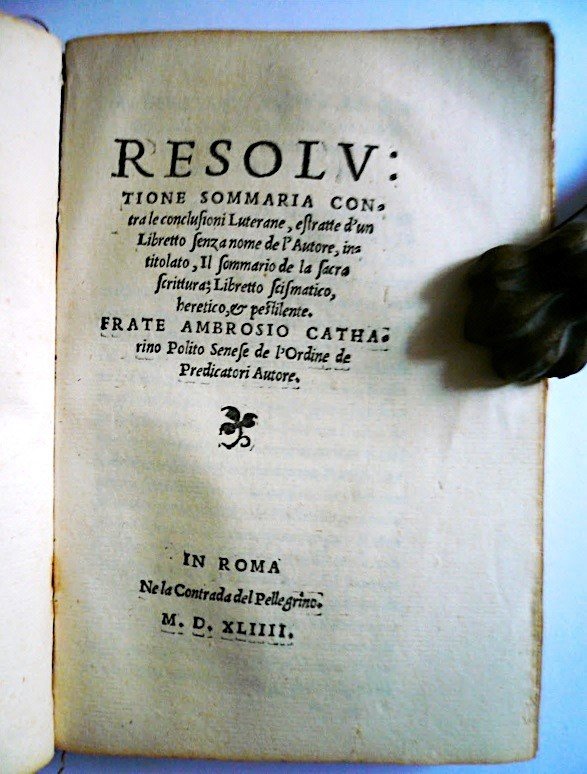 RESOLV:
TIONE SOMMARIA CON-
tra le conclusioni Luterane, estratte d'un
Libretto senza nome de l'Autore, in-
titolato, Il sommario de la sacra
scrittura; Libretto scismatico,
heretico, & pestilente.
FRATE AMBROSIO CATHA-
rino Polito Senese de l'Ordine de
Predicatori Autore.
IN ROMA
Ne la Contrada del Pellegrino.
M. D. XLIIII.